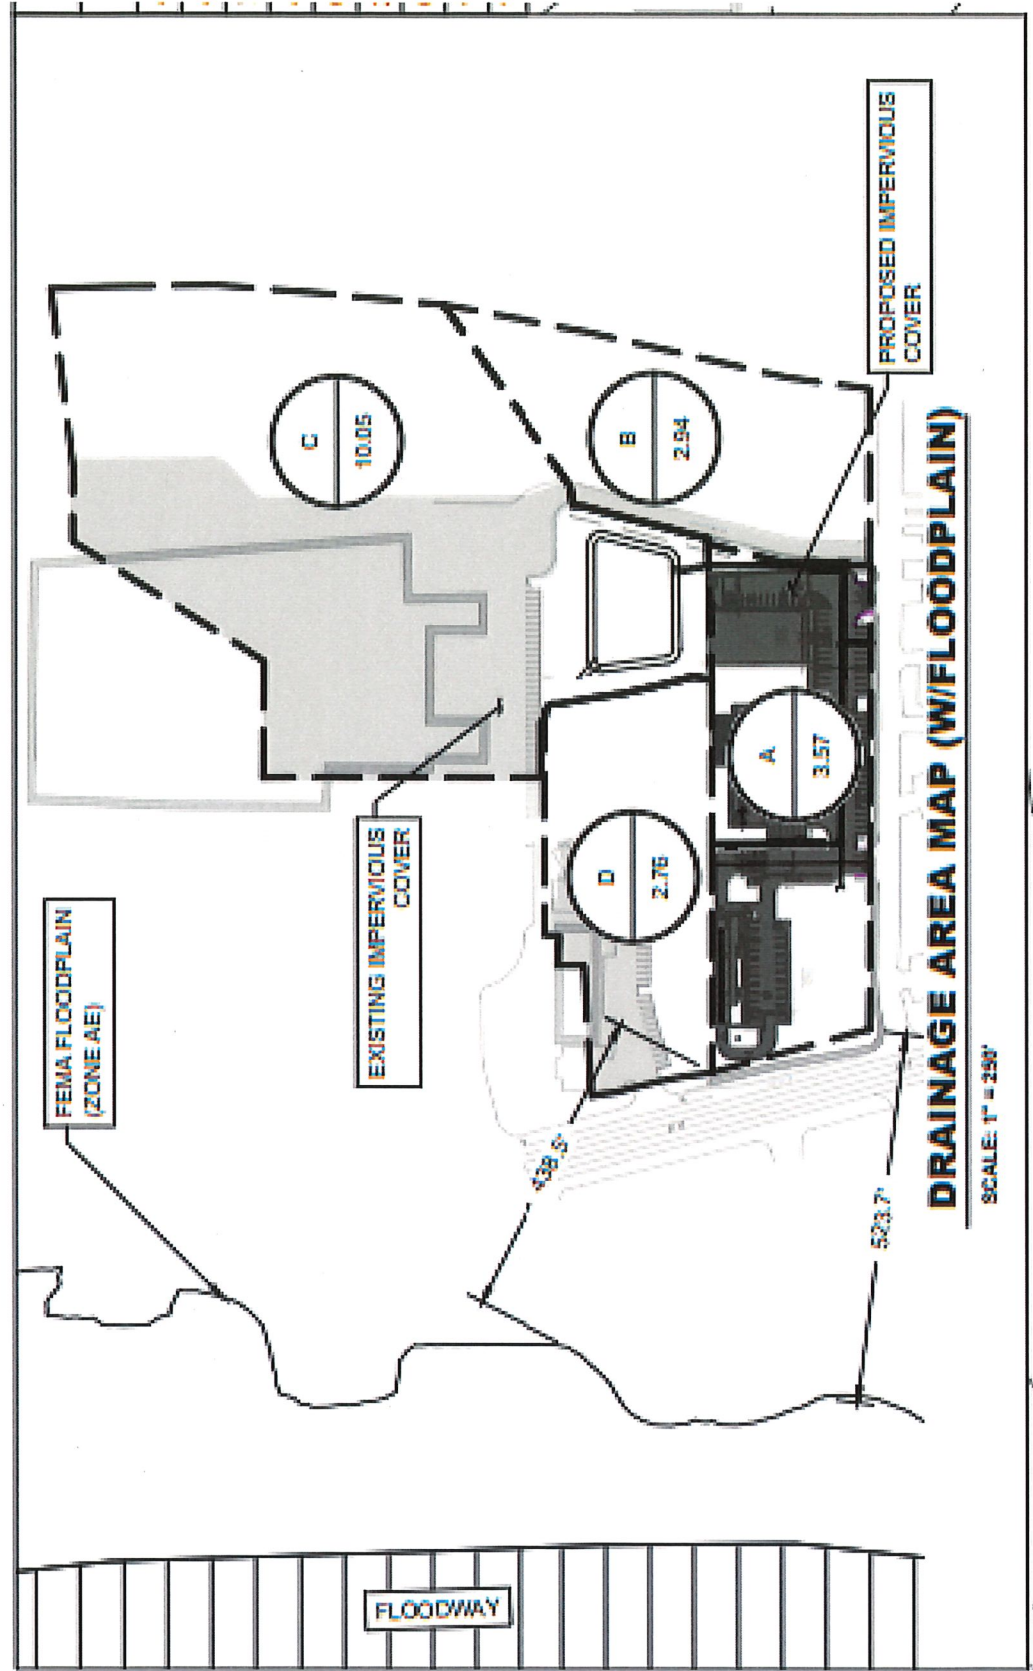 FEMA FLOODPLAIN
(ZONE AE)
EXISTING IMPERVIOUS
COVER
PROPOSED IMPERVIOUS
COVER
C
10.05
B
2.94
A
3.57
D
2.76
438.5'
523.7'
FLOODWAY
DRAINAGE AREA MAP (W/FLOODPLAIN)
SCALE: 1" = 250'